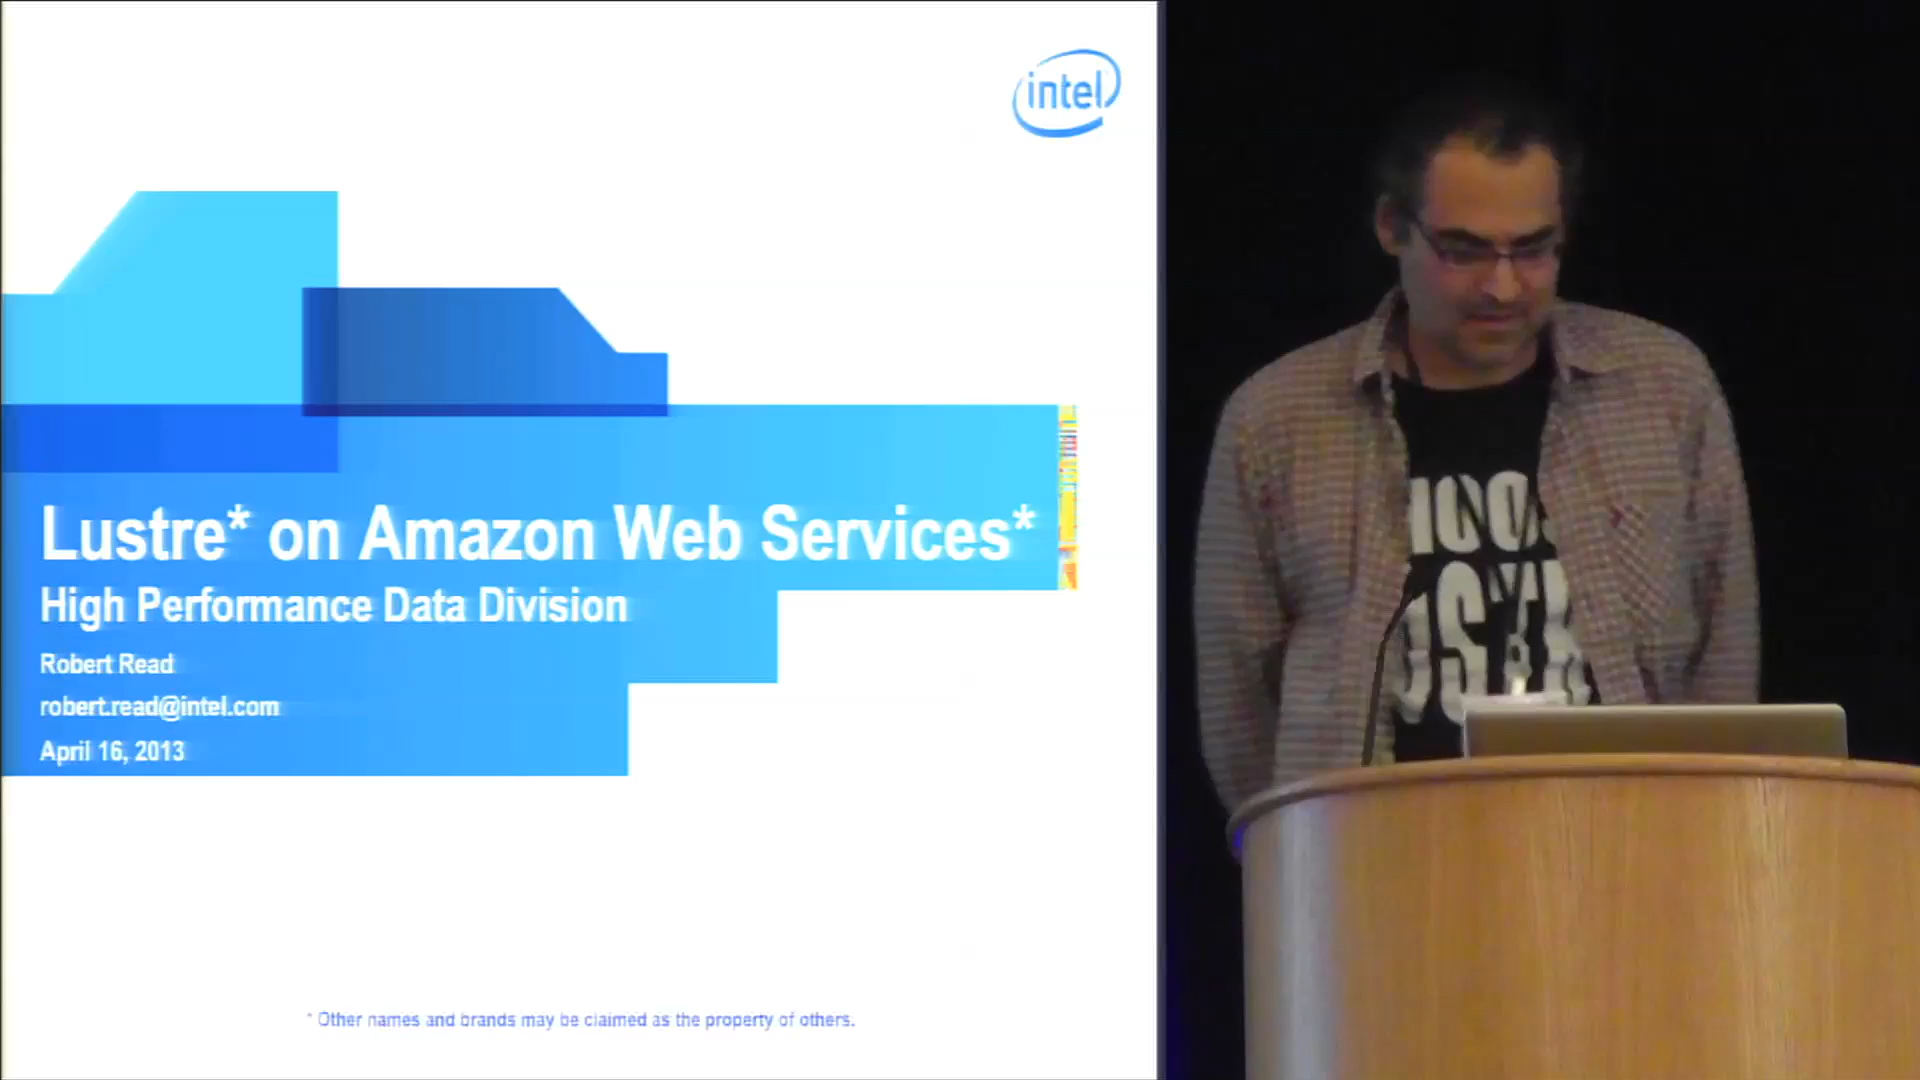 intel
Lustre* on Amazon Web Services*
High Performance Data Division
Robert Read
robert.read@intel.com
April 16, 2013
* Other names and brands may be claimed as the property of others.